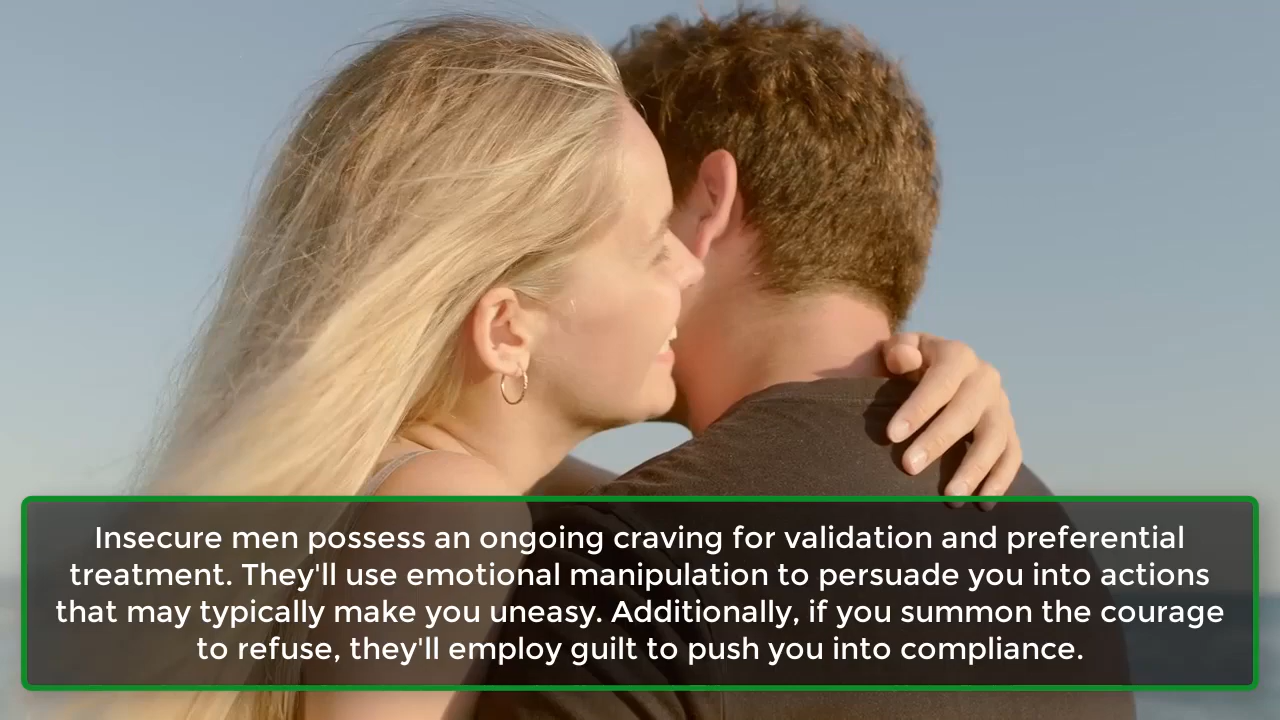 Insecure men possess an ongoing craving for validation and preferential
treatment. They'll use emotional manipulation to persuade you into actions
that may typically make you uneasy. Additionally, if you summon the courage
to refuse, they'll employ guilt to push you into compliance.